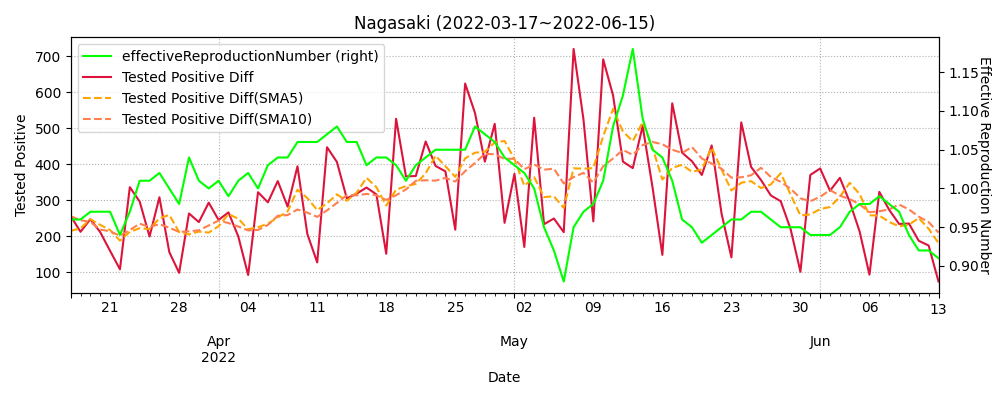 Nagasaki (2022-03-17~2022-06-15)
effectiveReproductionNumber (right)
Tested Positive Diff
Tested Positive Diff(SMA5)
Tested Positive Diff(SMA10)
Tested Positive
700
600
500
400
300
200
100
1.15
1.10
1.05
1.00
0.95
0.90
Effective Reproduction Number
21 28 04 11 18 25 02 09 16 23 30 06 13
Apr May Jun
2022
Date